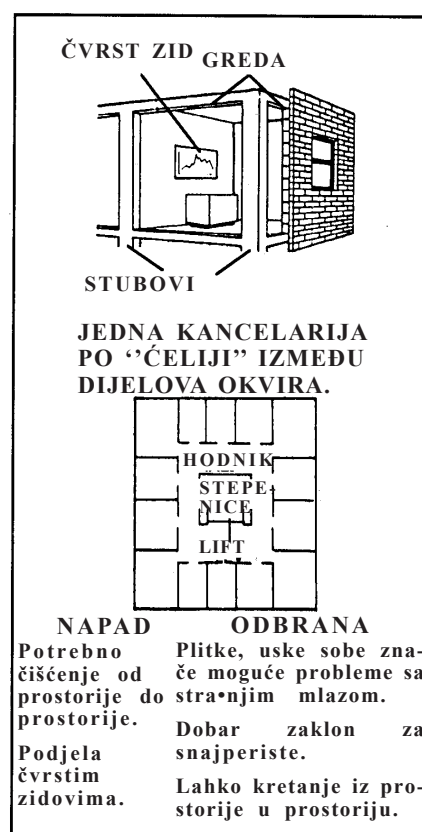 ČVRST ZID
GREDA
STUBOVI
JEDNA KANCELARIJA
PO ‘’ĆELIJI’’ IZMEĐU
DIJELOVA OKVIRA.
HODNIK
STEPE-
NICE
LIFT
NAPAD
Potrebno
čišćenje od
prostorije do
prostorije.
Podjela
čvrstim
zidovima.
ODBRANA
Plitke, uske sobe zna-
če moguće probleme sa
stra•njim mlazom.
Dobar zaklon za
snajperiste.
Lahko kretanje iz pro-
storije u prostoriju.